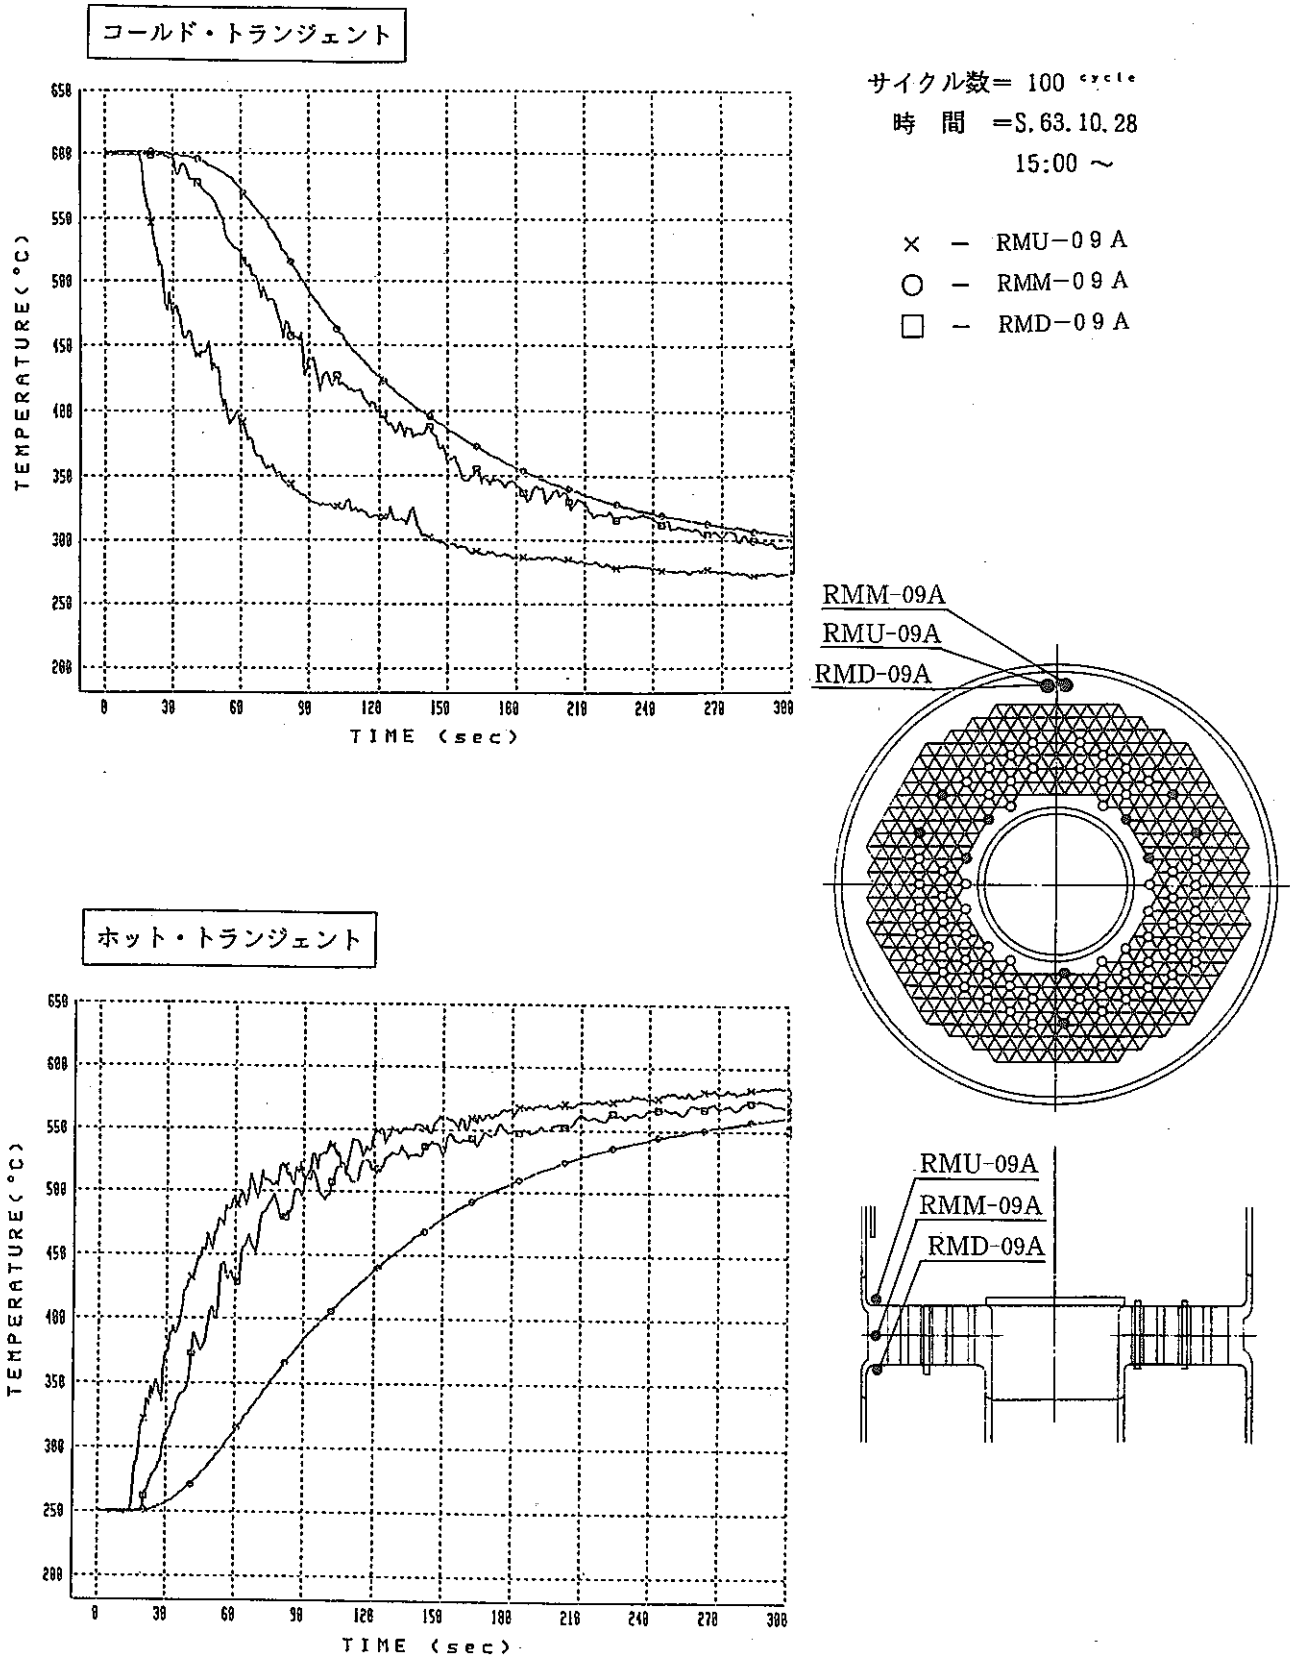 コールド・トランジェント
サイクル数= 100 cycle
時 間 =S.63.10.28
15:00 ~
× - RMU-09A
○ - RMM-09A
□ - RMD-09A
650
600
550
500
450
400
350
300
250
200
TEMPERATURE(°C)
0 30 60 90 120 150 180 210 240 270 300
TIME (sec)
RMM-09A
RMU-09A
RMD-09A
ホット・トランジェント
650
600
550
500
450
400
350
300
250
200
TEMPERATURE(°C)
0 30 60 90 120 150 180 210 240 270 300
TIME (sec)
RMU-09A
RMM-09A
RMD-09A